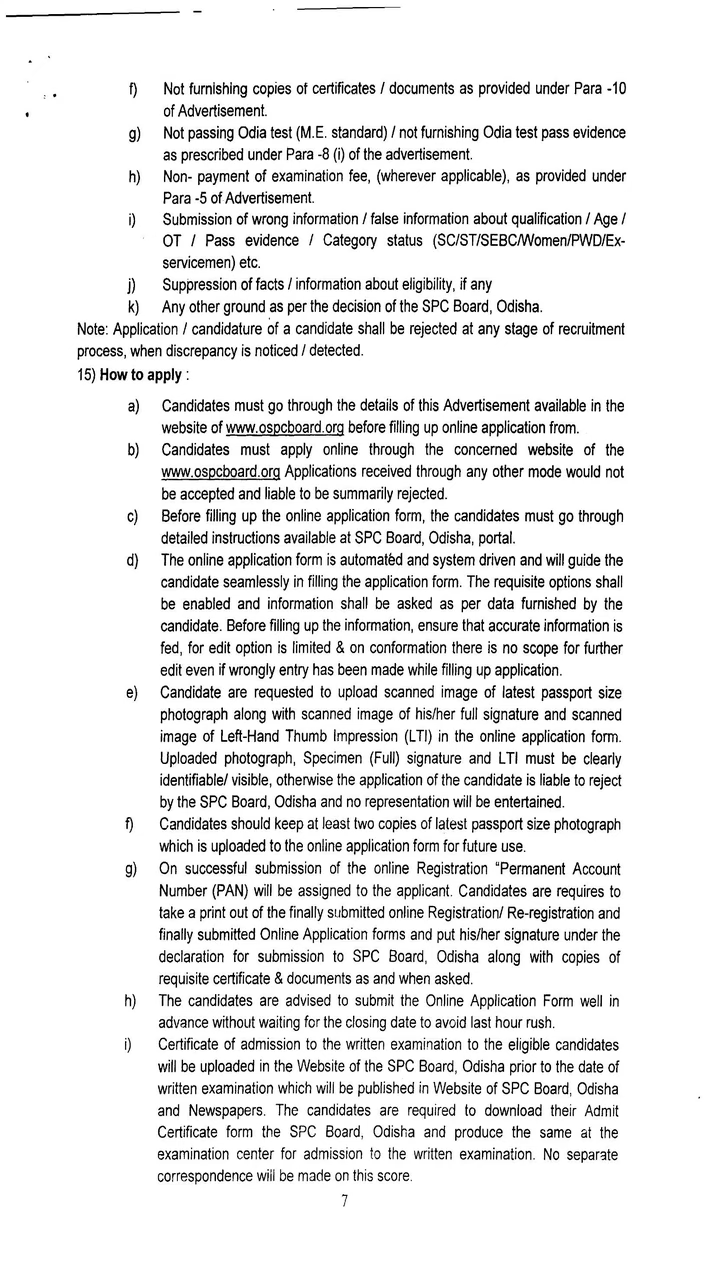 f) Not furnishing copies of certificates / documents as provided under Para -10
of Advertisement.
g) Not passing Odia test (M.E. standard) / not furnishing Odia test pass evidence
as prescribed under Para -8 (i) of the advertisement.
h) Non- payment of examination fee, (wherever applicable), as provided under
Para -5 of Advertisement.
i) Submission of wrong information / false information about qualification / Age /
OT / Pass evidence / Category status (SC/ST/SEBC/Women/PWD/Ex-
servicemen) etc.
j) Suppression of facts / information about eligibility, if any
k) Any other ground as per the decision of the SPC Board, Odisha.
Note: Application / candidature of a candidate shall be rejected at any stage of recruitment
process, when discrepancy is noticed / detected.
15) How to apply :
a) Candidates must go through the details of this Advertisement available in the
website of www.ospcboard.org before filling up online application from.
b) Candidates must apply online through the concerned website of the
www.ospcboard.org Applications received through any other mode would not
be accepted and liable to be summarily rejected.
c) Before filling up the online application form, the candidates must go through
detailed instructions available at SPC Board, Odisha, portal.
d) The online application form is automated and system driven and will guide the
candidate seamlessly in filling the application form. The requisite options shall
be enabled and information shall be asked as per data furnished by the
candidate. Before filling up the information, ensure that accurate information is
fed, for edit option is limited & on conformation there is no scope for further
edit even if wrongly entry has been made while filling up application.
e) Candidate are requested to upload scanned image of latest passport size
photograph along with scanned image of his/her full signature and scanned
image of Left-Hand Thumb Impression (LTI) in the online application form.
Uploaded photograph, Specimen (Full) signature and LTI must be clearly
identifiable/ visible, otherwise the application of the candidate is liable to reject
by the SPC Board, Odisha and no representation will be entertained.
f) Candidates should keep at least two copies of latest passport size photograph
which is uploaded to the online application form for future use.
g) On successful submission of the online Registration "Permanent Account
Number (PAN) will be assigned to the applicant. Candidates are requires to
take a print out of the finally submitted online Registration/ Re-registration and
finally submitted Online Application forms and put his/her signature under the
declaration for submission to SPC Board, Odisha along with copies of
requisite certificate & documents as and when asked.
h) The candidates are advised to submit the Online Application Form well in
advance without waiting for the closing date to avoid last hour rush.
i) Certificate of admission to the written examination to the eligible candidates
will be uploaded in the Website of the SPC Board, Odisha prior to the date of
written examination which will be published in Website of SPC Board, Odisha
and Newspapers. The candidates are required to download their Admit
Certificate form the SPC Board, Odisha and produce the same at the
examination center for admission to the written examination. No separate
correspondence will be made on this score.
7